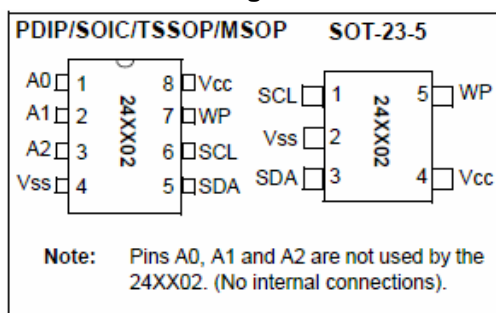 PDIP/SOIC/TSSOP/MSOP SOT-23-5
A0 1 8 Vcc
A1 2 7 WP
A2 3 6 SCL
Vss 4 5 SDA
24XX02
SCL 1 5 WP
Vss 2
SDA 3 4 Vcc
24XX02
Note: Pins A0, A1 and A2 are not used by the
24XX02. (No internal connections).